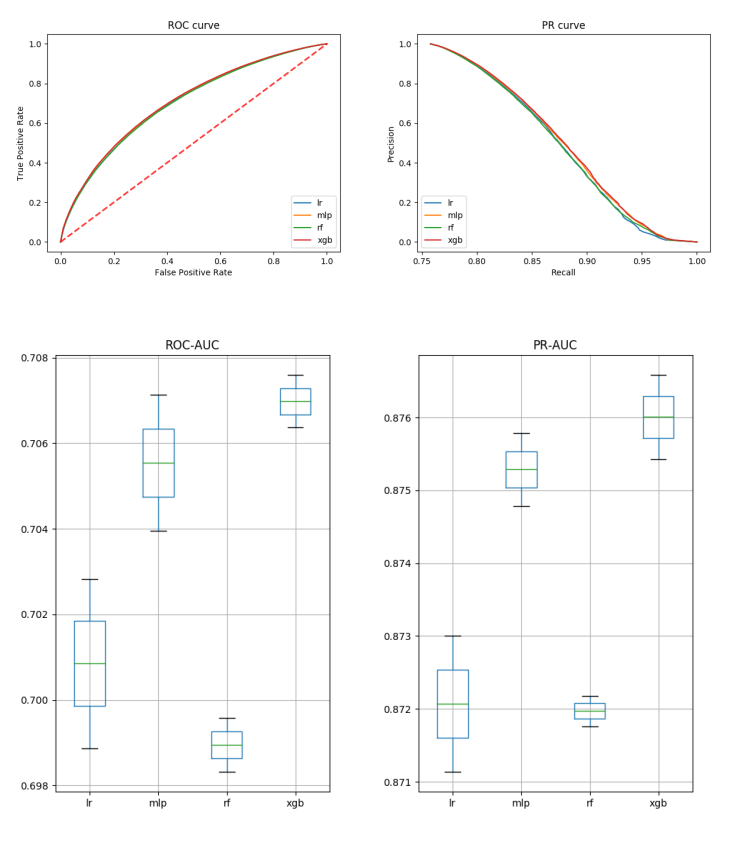 ROC curve
1.0
0.8
0.6
0.4
0.2
0.0
True Positive Rate
0.0 0.2 0.4 0.6 0.8 1.0
False Positive Rate
lr
mlp
rf
xgb
PR curve
1.0
0.8
0.6
0.4
0.2
0.0
Precision
0.75 0.80 0.85 0.90 0.95 1.00
Recall
lr
mlp
rf
xgb
ROC-AUC
0.708
0.706
0.704
0.702
0.700
0.698
lr mlp rf xgb
PR-AUC
0.876
0.875
0.874
0.873
0.872
0.871
lr mlp rf xgb